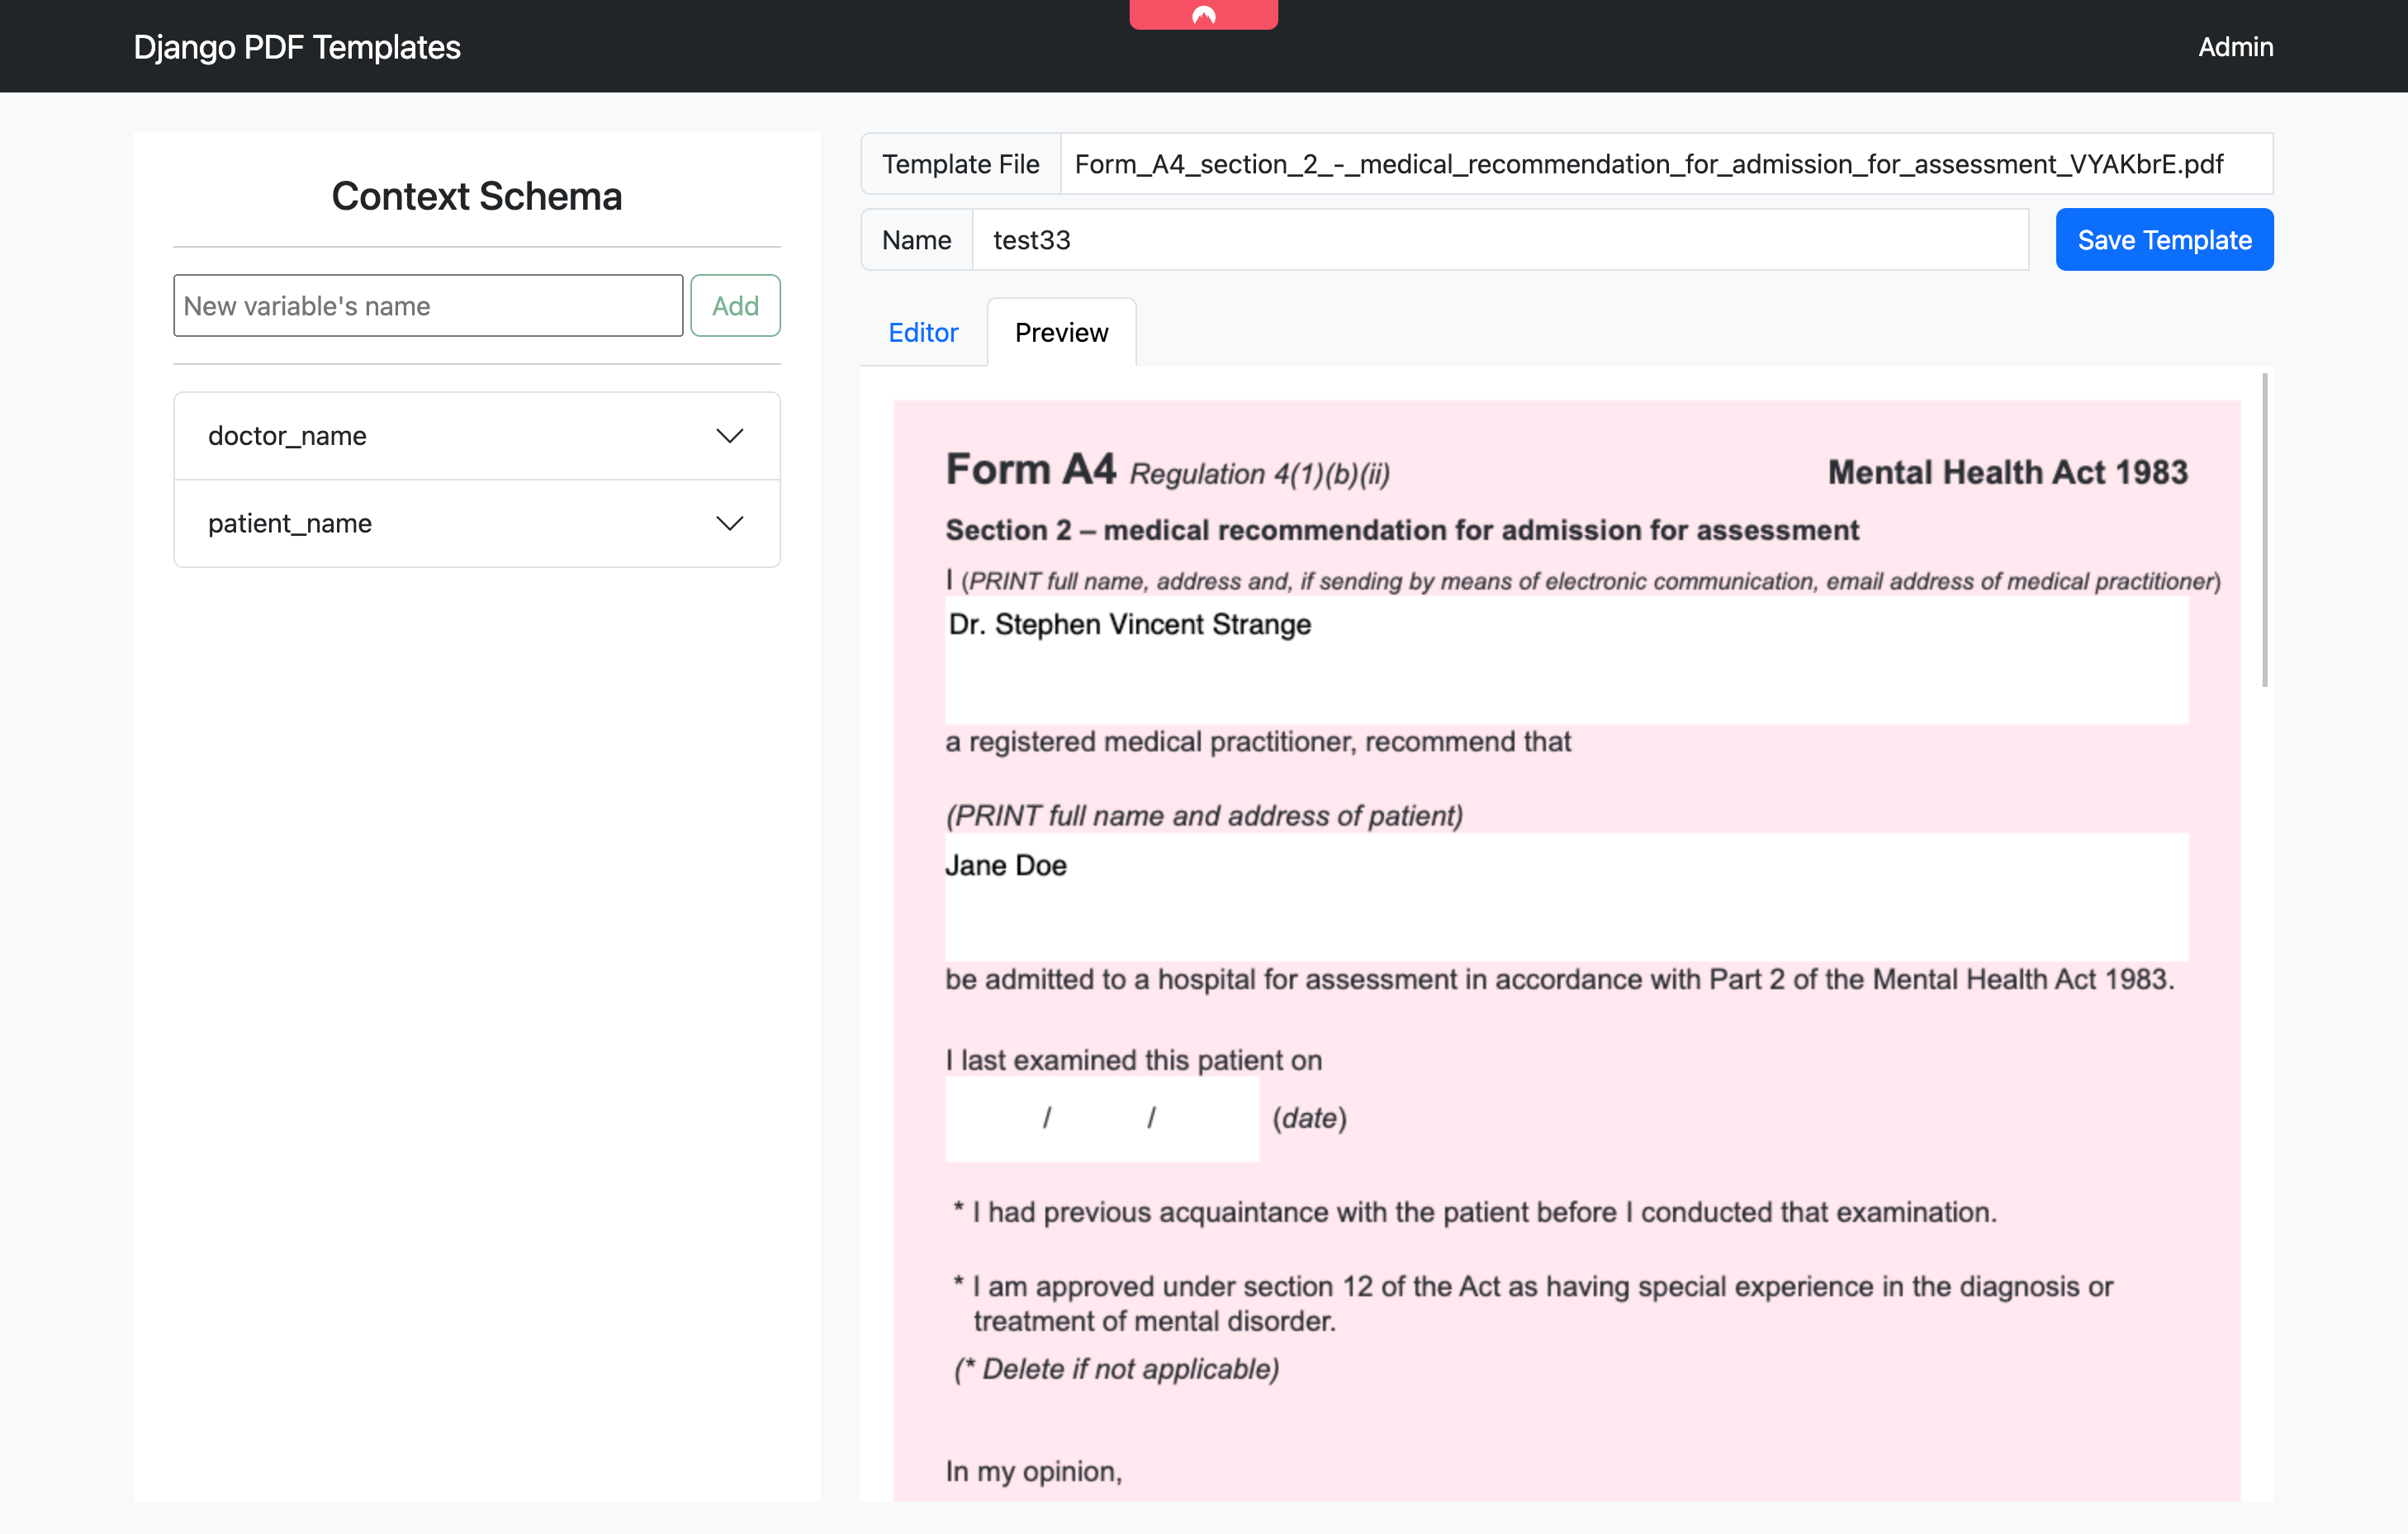 Django PDF Templates
Admin
Context Schema
New variable's name
Add
doctor_name
patient_name
Template File
Form_A4_section_2_-_medical_recommendation_for_admission_for_assessment_VYAKbrE.pdf
Name
test33
Save Template
Editor
Preview
Form A4 Regulation 4(1)(b)(ii)
Mental Health Act 1983
Section 2 – medical recommendation for admission for assessment
I (PRINT full name, address and, if sending by means of electronic communication, email address of medical practitioner)
Dr. Stephen Vincent Strange
a registered medical practitioner, recommend that
(PRINT full name and address of patient)
Jane Doe
be admitted to a hospital for assessment in accordance with Part 2 of the Mental Health Act 1983.
I last examined this patient on
/ / (date)
* I had previous acquaintance with the patient before I conducted that examination.
* I am approved under section 12 of the Act as having special experience in the diagnosis or
treatment of mental disorder.
(* Delete if not applicable)
In my opinion,